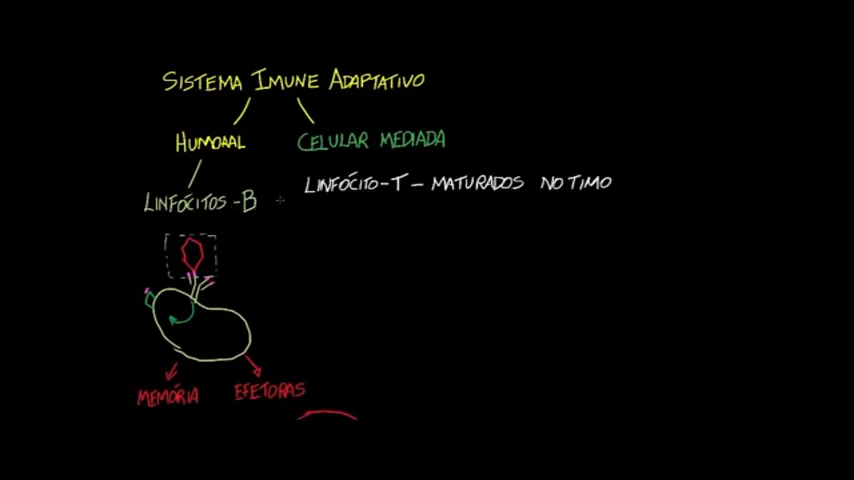 SISTEMA IMUNE ADAPTATIVO
HUMORAL CELULAR MEDIADA
LINFÓCITO-T - MATURADOS NO TIMO
LINFÓCITOS-B
MEMÓRIA EFETORAS